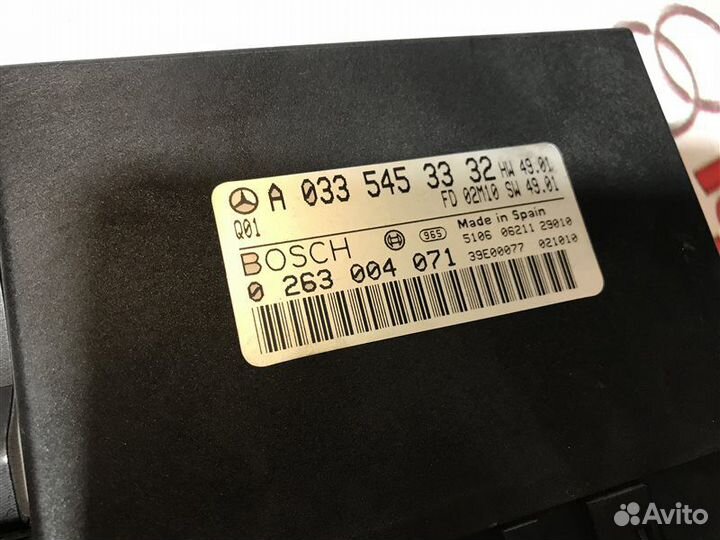 A 033 545 33 32 HW 49.01
Q01 FD 02M10 SW 49.01
BOSCH 965 Made in Spain
5106 06211 29010
0 263 004 071 39E00077 021010
Avito